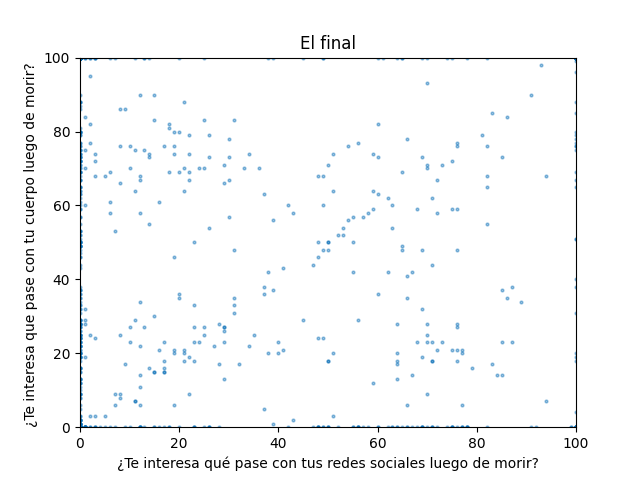 El final
100
80
60
40
20
0
¿Te interesa que pase con tu cuerpo luego de morir?
0 20 40 60 80 100
¿Te interesa qué pase con tus redes sociales luego de morir?